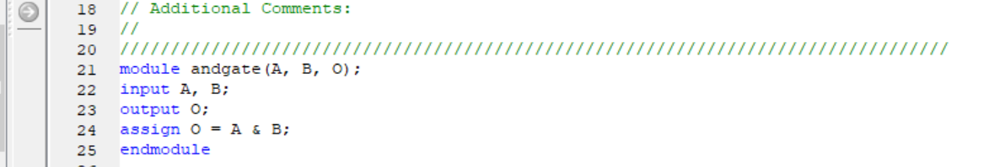 18 // Additional Comments:
19 //
20 //////////////////////////////////////////////////////////////////////////////////
21 module andgate(A, B, O);
22 input A, B;
23 output O;
24 assign O = A & B;
25 endmodule